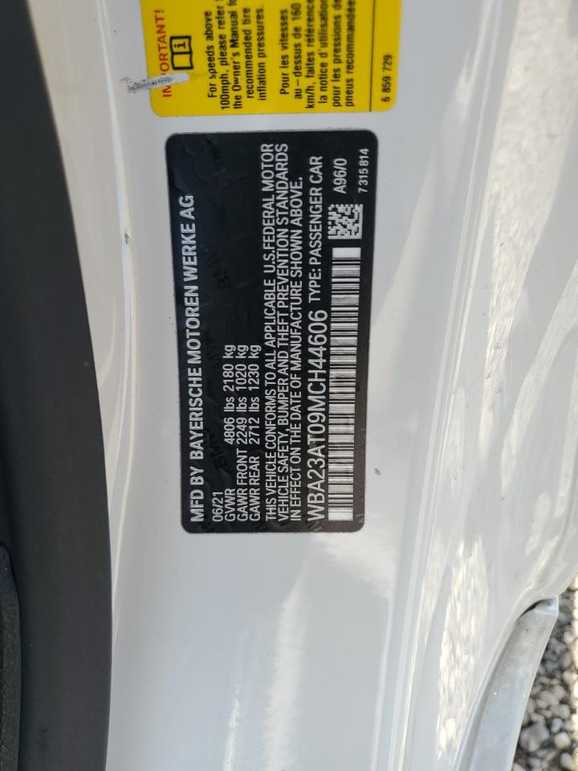 IMPORTANT!
For speeds above
100mph, please refer
the Owner's Manual
recommended tire
inflation pressures.
Pour les vitesses
au - dessus de 160
km/h, faites
la notice d'utilisation
pour les pressions de
pneus
6 859 729
MFD BY BAYERISCHE MOTOREN WERKE AG
06/21
GVWR 4806 lbs 2180 kg
GAWR FRONT 2249 lbs 1020 kg
GAWR REAR 2712 lbs 1230 kg
THIS VEHICLE CONFORMS TO ALL APPLICABLE U.S.FEDERAL MOTOR
VEHICLE SAFETY, BUMPER AND THEFT PREVENTION STANDARDS
IN EFFECT ON THE DATE OF MANUFACTURE SHOWN ABOVE.
WBA23AT09MCH44606 TYPE: PASSENGER CAR
A96/0
7 315 814